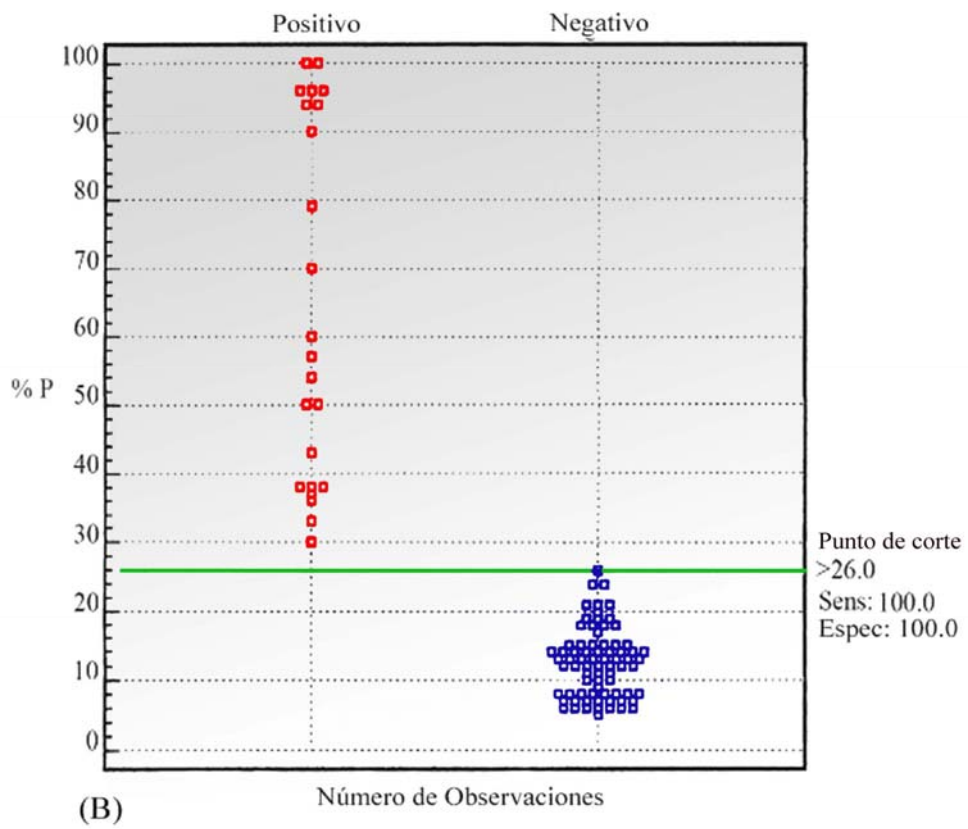 Positivo Negativo
100
90
80
70
60
% P
50
40
30
20
10
0
Punto de corte
>26.0
Sens: 100.0
Espec: 100.0
Número de Observaciones
(B)